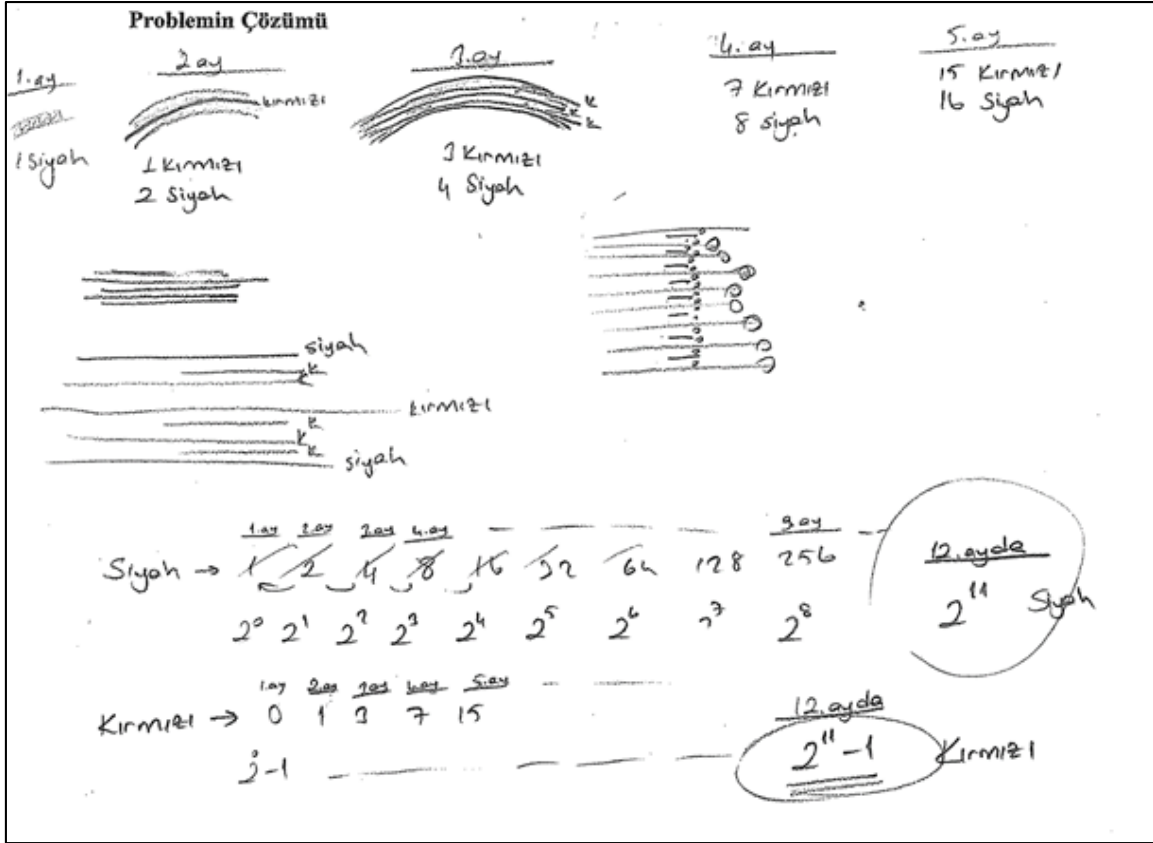 Problemin Çözümü
1.ay
1 Siyah
2.ay
kırmızı
1 Kırmızı
2 Siyah
3.ay
K
K
K
3 Kırmızı
4 Siyah
4.ay
7 Kırmızı
8 siyah
5.ay
15 Kırmızı
16 Siyah
siyah
K
K
kırmızı
K
K
K
siyah
1.ay 2.ay 3.ay 4.ay 9.ay
Siyah → 1 2 4 8 16 32 64 128 256
2⁰ 2¹ 2² 2³ 2⁴ 2⁵ 2⁶ 2⁷ 2⁸
12.ayda
2¹¹ Siyah
1.ay 2.ay 3.ay 4.ay 5.ay
Kırmızı → 0 1 3 7 15
2⁰-1
12.ayda
2¹¹-1 Kırmızı